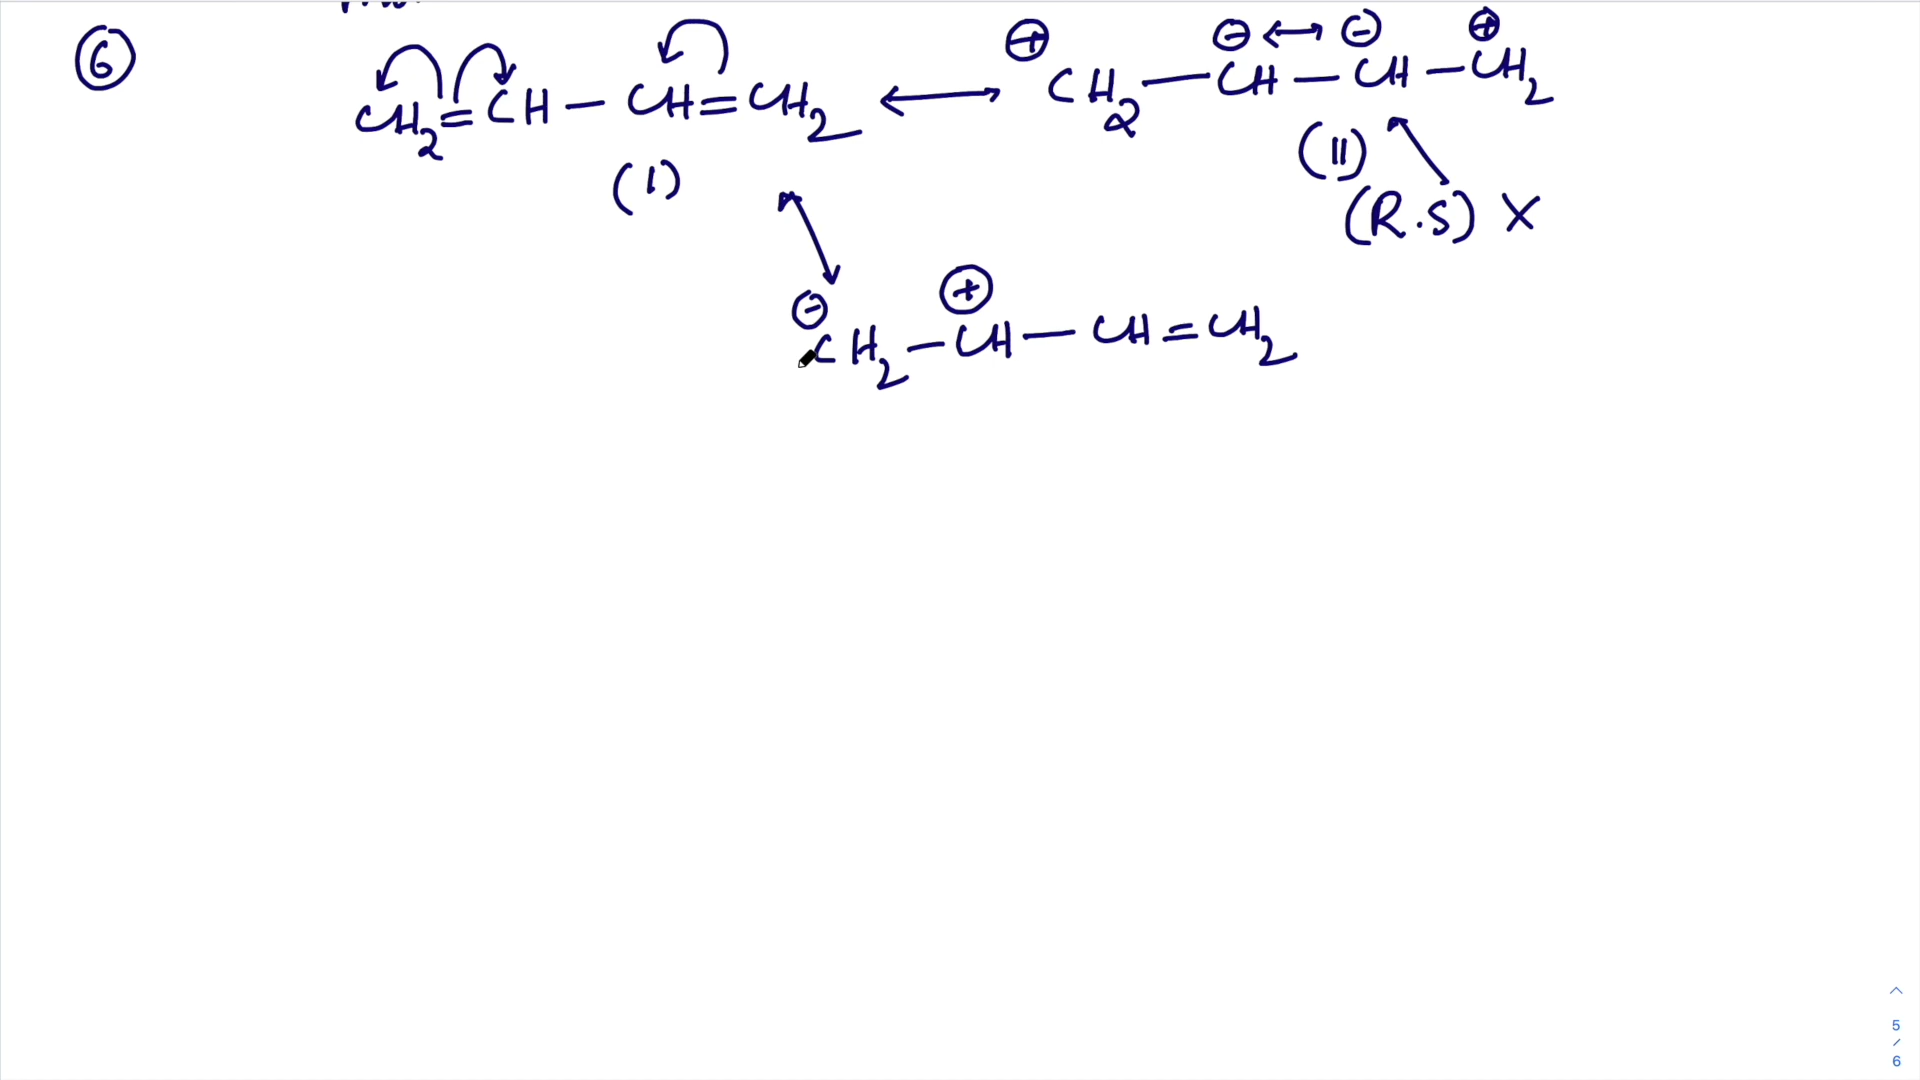 ⑥
CH₂=CH—CH=CH₂ ↔ ⊕CH₂—⊖CH ↔ ⊖CH—⊕CH₂
(I) (II)
(R.S) X
⊖CH₂—⊕CH—CH=CH₂
5
/
6